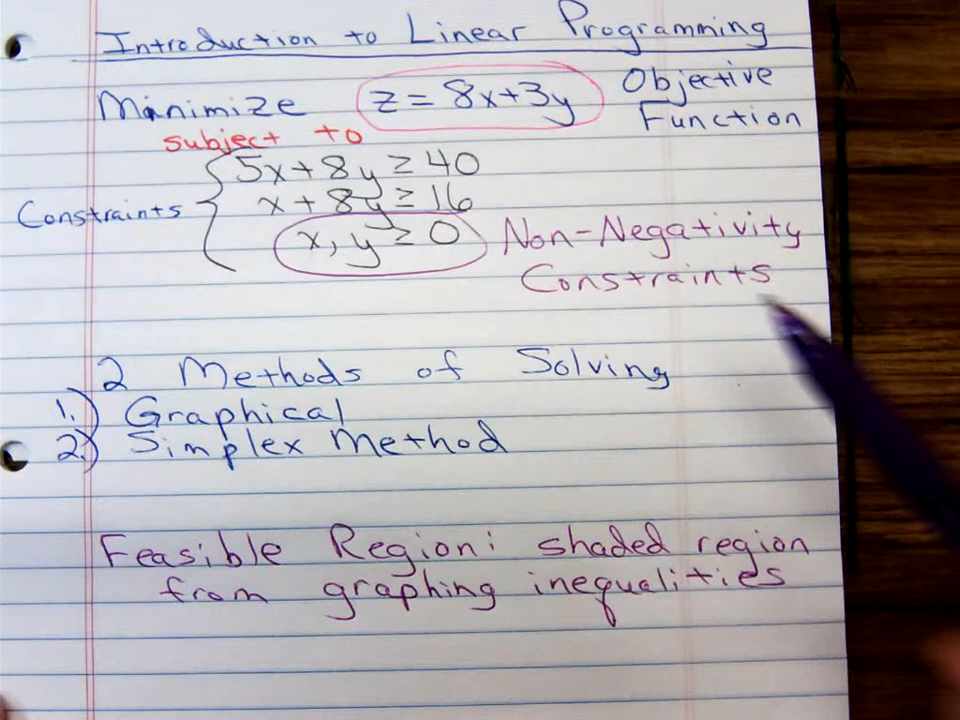 Introduction to Linear Programming
Minimize z = 8x+3y Objective Function
subject to
5x+8y ≥ 40
Constraints x+8y ≥ 16
x, y ≥ 0 Non-Negativity Constraints
2 Methods of Solving
1.) Graphical
2.) Simplex Method
Feasible Region: shaded region
from graphing inequalities